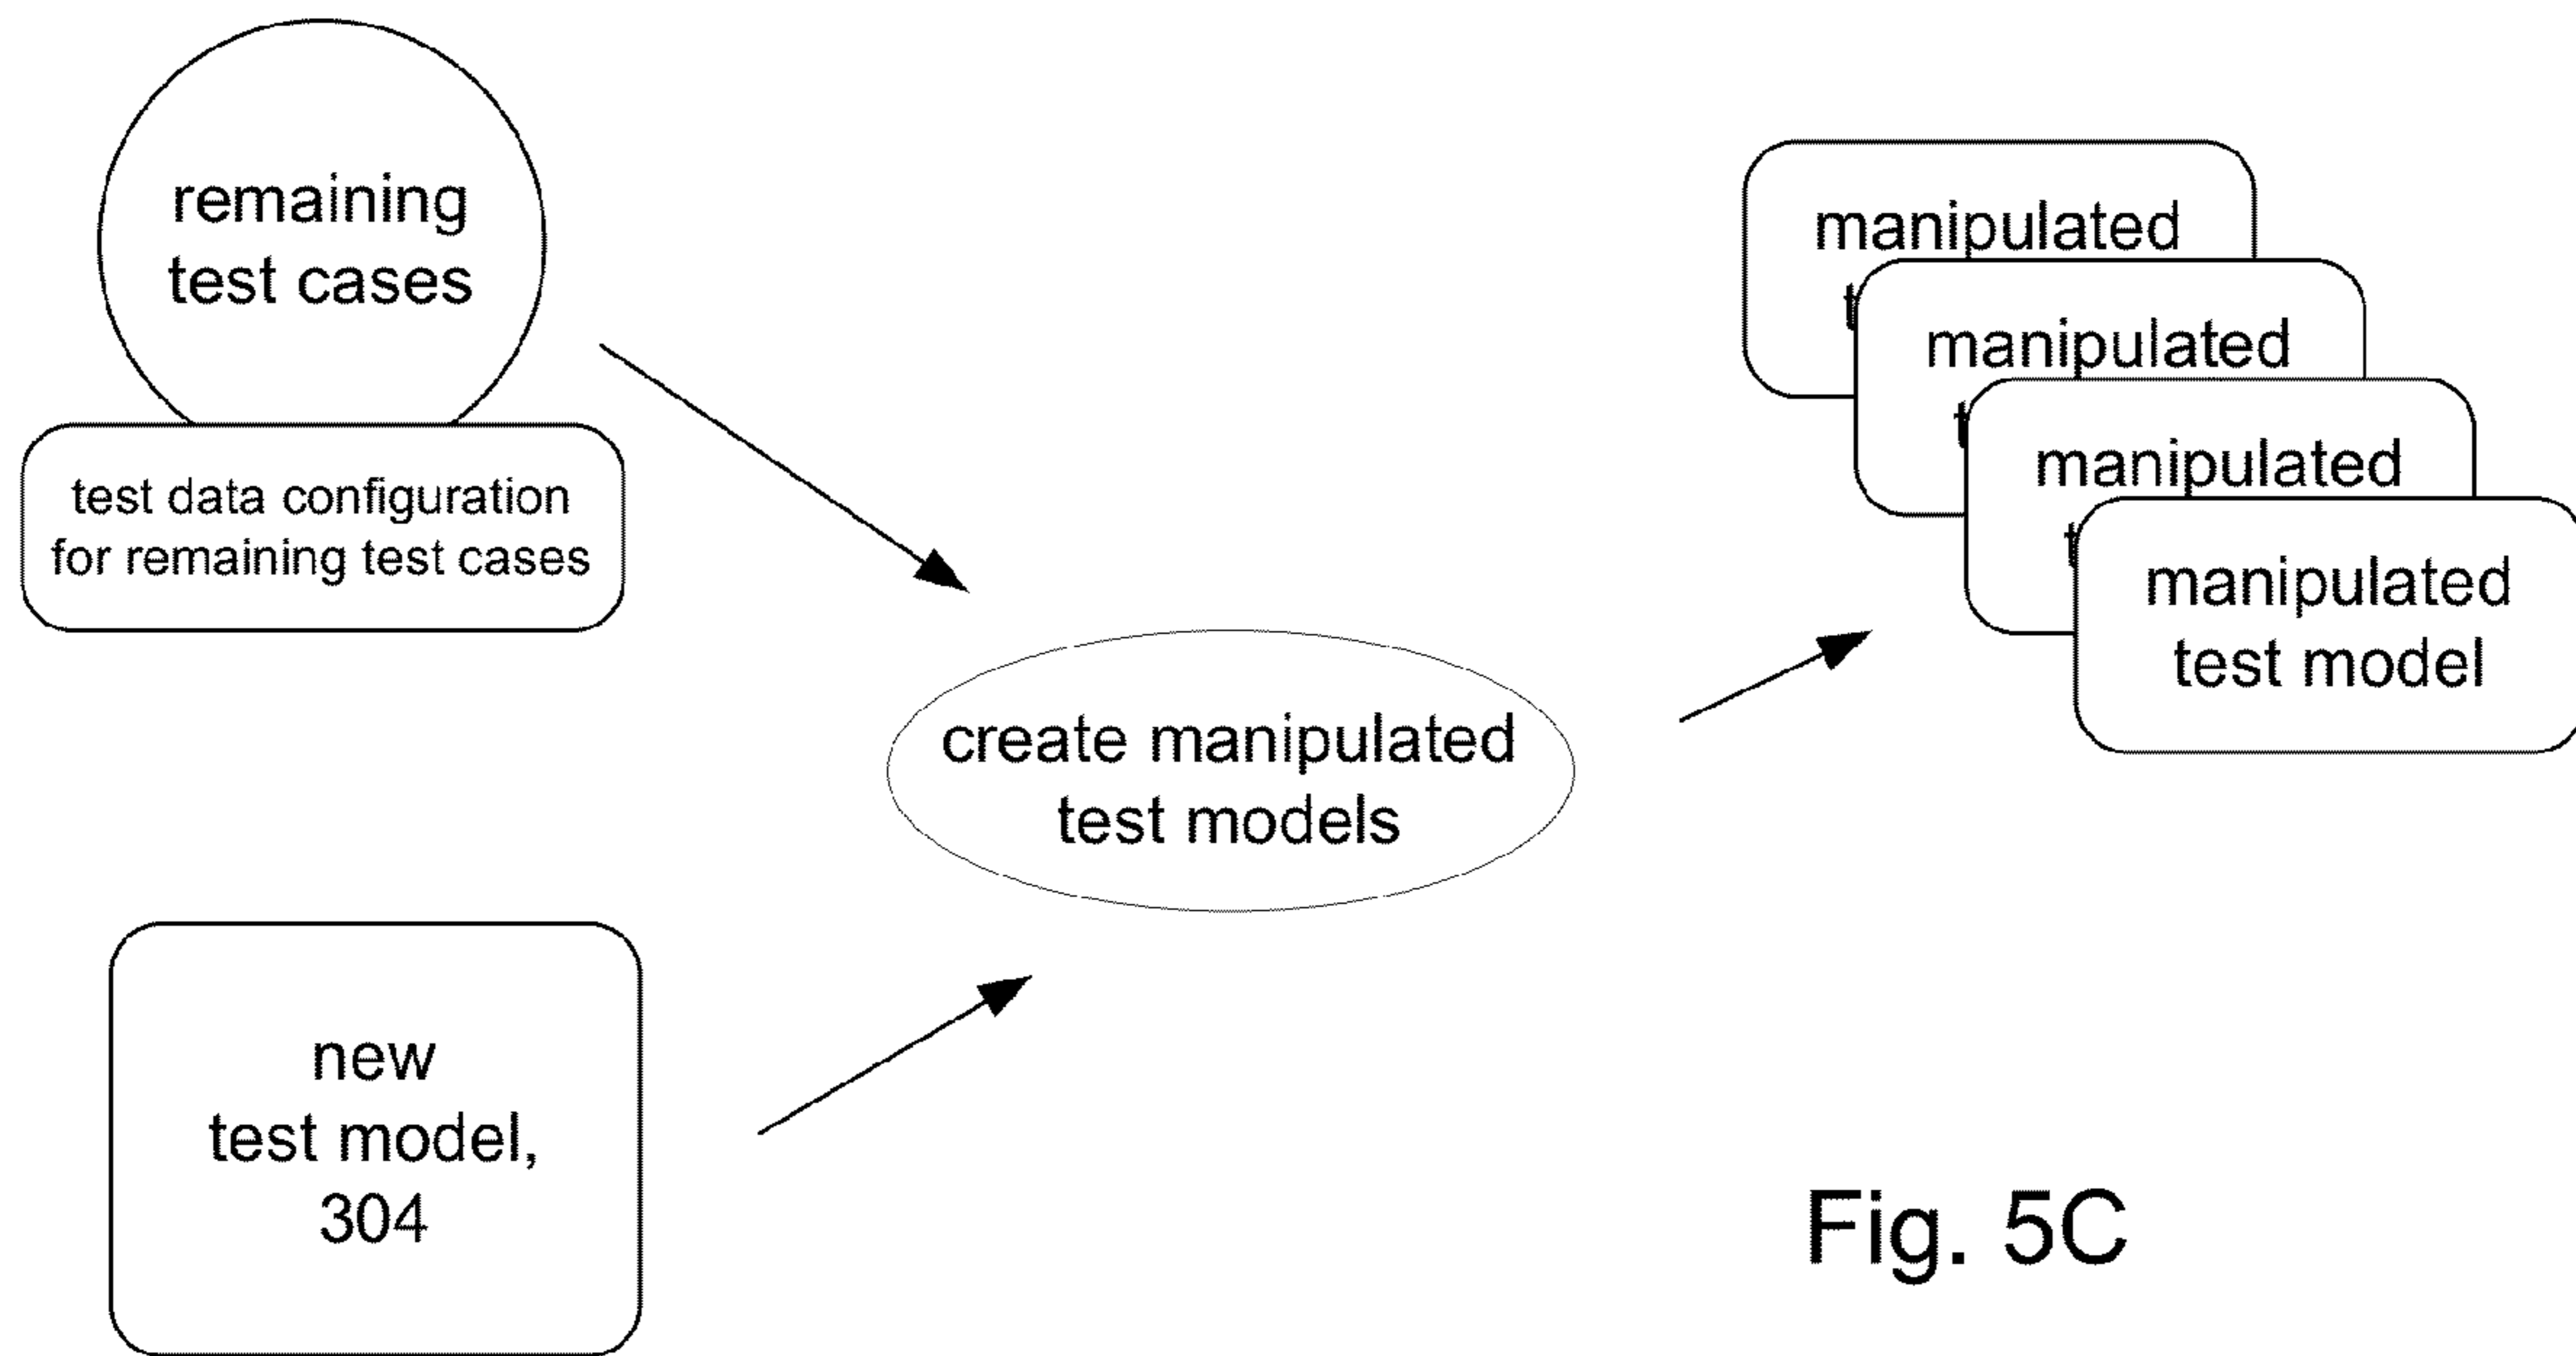 remaining
test cases
test data configuration
for remaining test cases
new
test model,
304
create manipulated
test models
manipulated
manipulated
manipulated
manipulated
test model
Fig. 5C